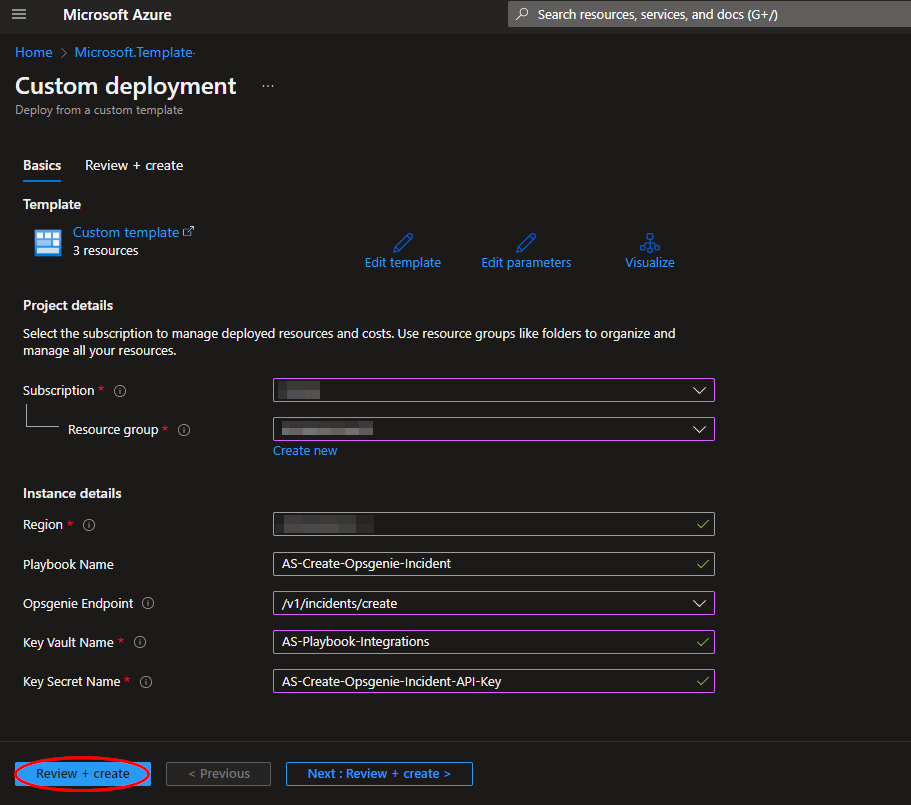 Microsoft Azure
Search resources, services, and docs (G+/)
Home > Microsoft.Template-
Custom deployment ...
Deploy from a custom template
Basics Review + create
Template
Custom template
3 resources
Edit template Edit parameters Visualize
Project details
Select the subscription to manage deployed resources and costs. Use resource groups like folders to organize and
manage all your resources.
Subscription *
Resource group *
Create new
Instance details
Region *
Playbook Name AS-Create-Opsgenie-Incident
Opsgenie Endpoint /v1/incidents/create
Key Vault Name * AS-Playbook-Integrations
Key Secret Name * AS-Create-Opsgenie-Incident-API-Key
Review + create < Previous Next : Review + create >